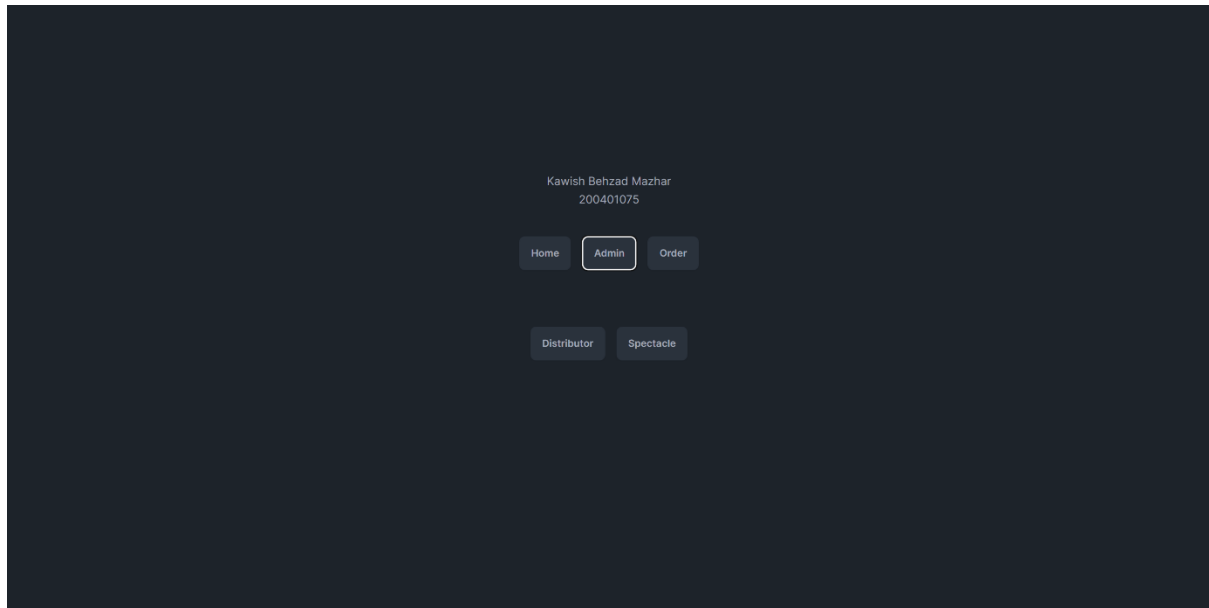 Kawish Behzad Mazhar
200401075
Home Admin Order
Distributor Spectacle